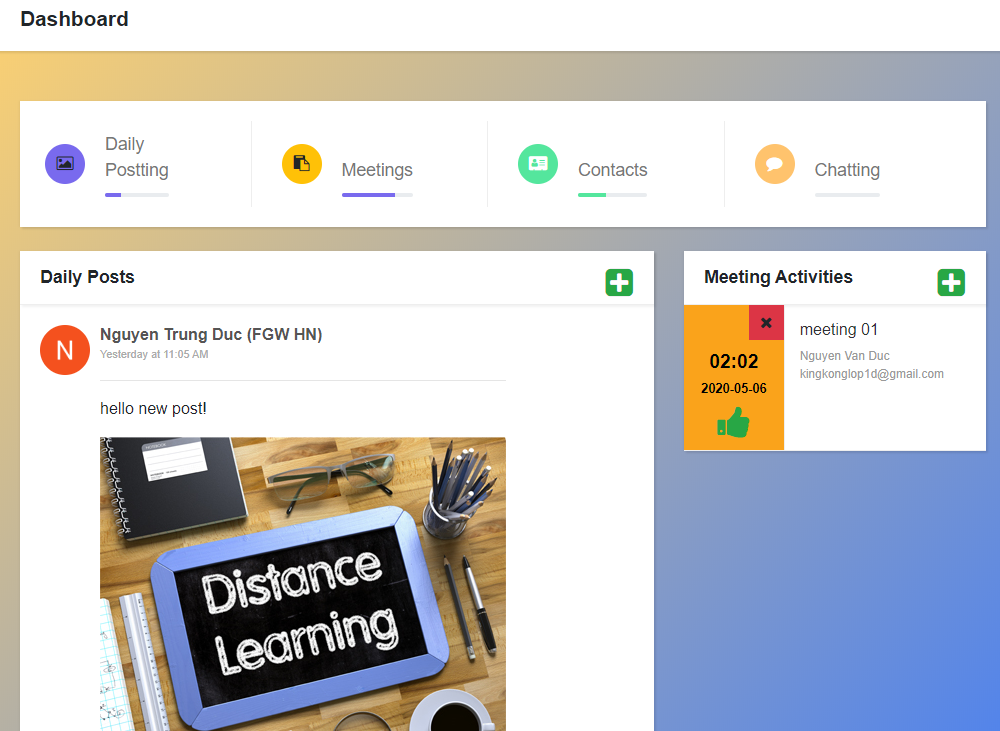 Dashboard
Daily
Postting
Meetings
Contacts
Chatting
Daily Posts
N
Nguyen Trung Duc (FGW HN)
Yesterday at 11:05 AM
hello new post!
Distance
Learning
Meeting Activities
02:02
2020-05-06
meeting 01
Nguyen Van Duc
kingkonglop1d@gmail.com